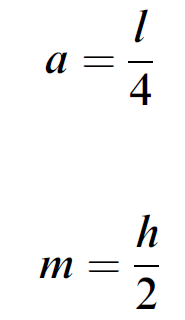 a = l/4
m = h/2